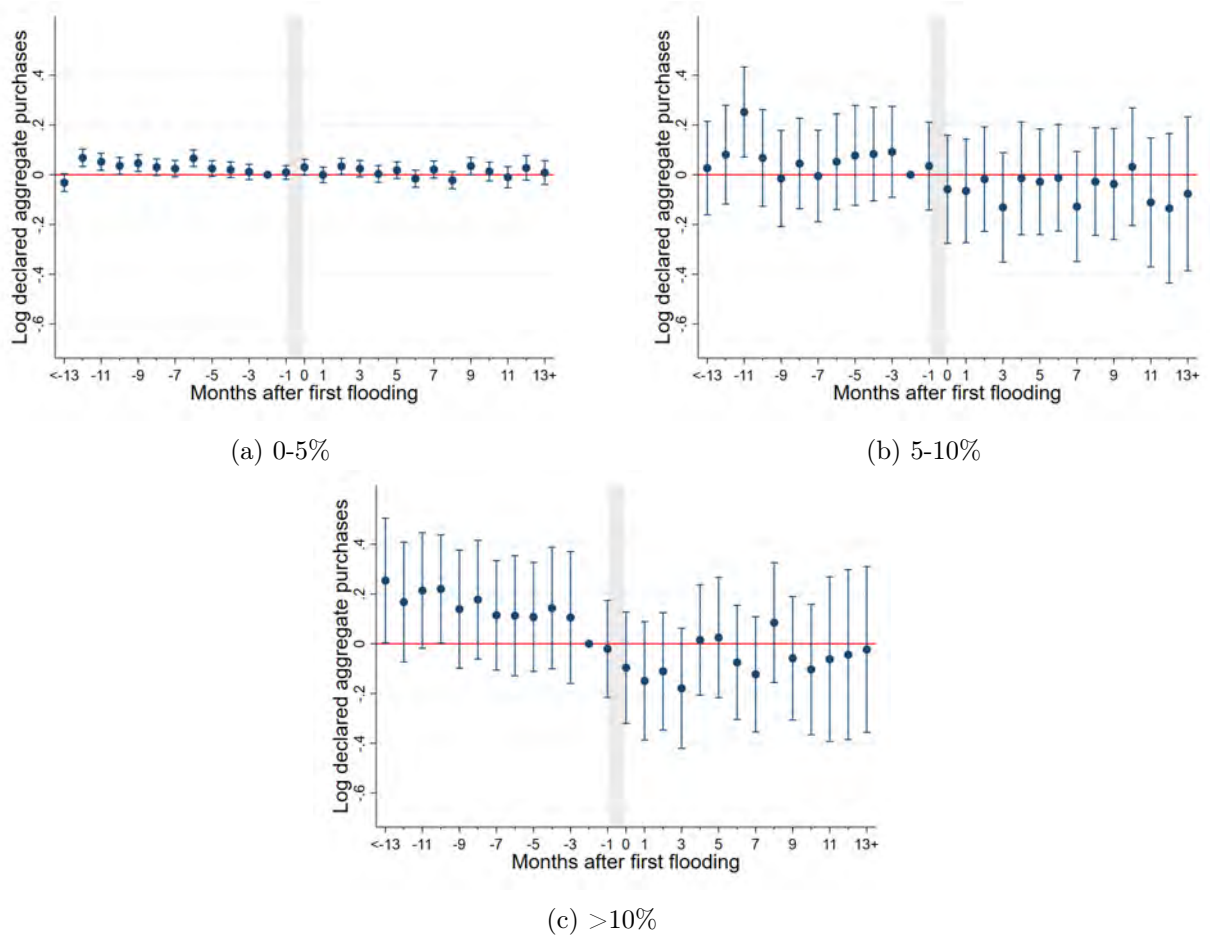 Log declared aggregate purchases
.4
.2
0
-.2
-.4
-.6
<-13 -11 -9 -7 -5 -3 -1 0 1 3 5 7 9 11 13+
Months after first flooding
(a) 0-5%
Log declared aggregate purchases
.4
.2
0
-.2
-.4
-.6
<-13 -11 -9 -7 -5 -3 -1 0 1 3 5 7 9 11 13+
Months after first flooding
(b) 5-10%
Log declared aggregate purchases
.4
.2
0
-.2
-.4
-.6
<-13 -11 -9 -7 -5 -3 -1 0 1 3 5 7 9 11 13+
Months after first flooding
(c) >10%